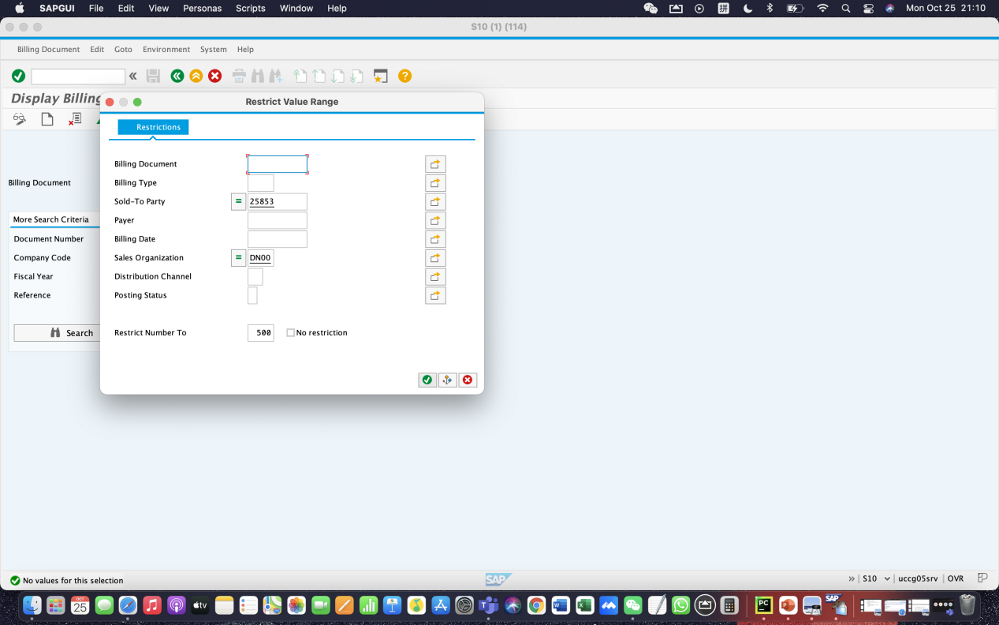 SAPGUI File Edit View Personas Scripts Window Help 拼 Mon Oct 25 21:10
S10 (1) (114)
Billing Document Edit Goto Environment System Help
Display Billing
Restrict Value Range
Restrictions
Billing Document
Billing Type
Sold-To Party = 25853
Payer
Billing Date
Sales Organization = DN00
Distribution Channel
Posting Status
Restrict Number To 500 No restriction
Billing Document
More Search Criteria
Document Number
Company Code
Fiscal Year
Reference
Search
No values for this selection
SAP
S10 uccg05srv OVR
OCT
25
tv
PC
SAP